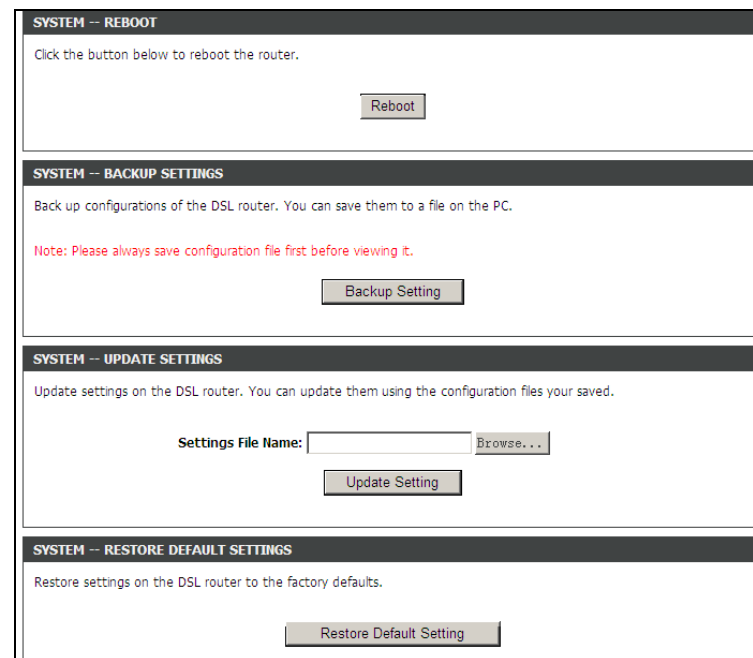 SYSTEM -- REBOOT
Click the button below to reboot the router.
Reboot
SYSTEM -- BACKUP SETTINGS
Back up configurations of the DSL router. You can save them to a file on the PC.
Note: Please always save configuration file first before viewing it.
Backup Setting
SYSTEM -- UPDATE SETTINGS
Update settings on the DSL router. You can update them using the configuration files your saved.
Settings File Name: Browse...
Update Setting
SYSTEM -- RESTORE DEFAULT SETTINGS
Restore settings on the DSL router to the factory defaults.
Restore Default Setting